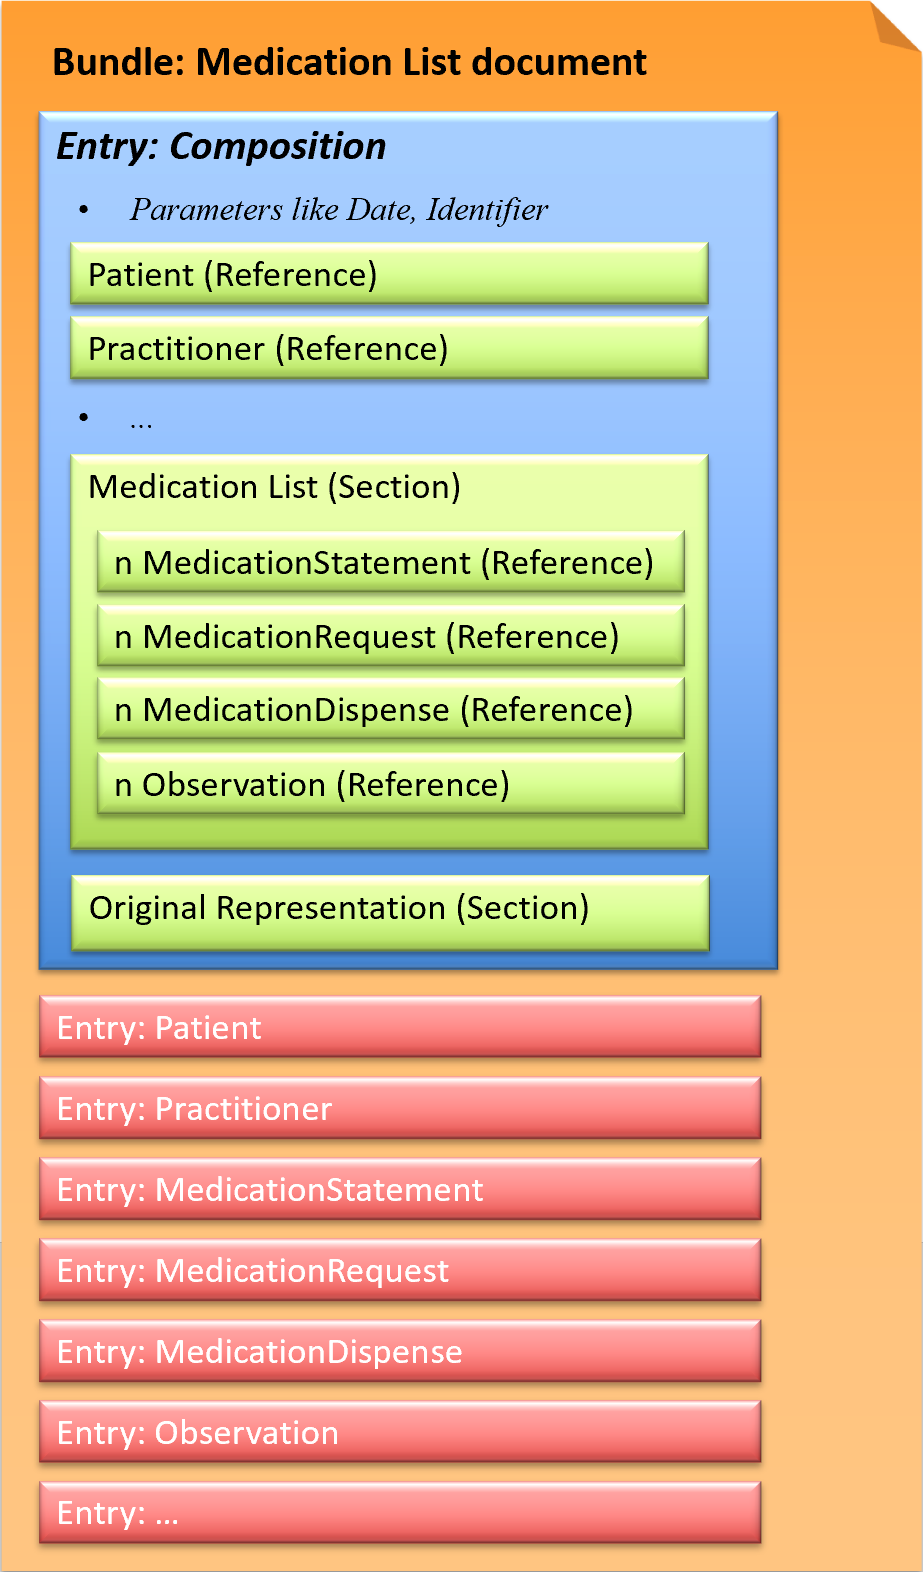 Bundle: Medication List document
Entry: Composition
• Parameters like Date, Identifier
Patient (Reference)
Practitioner (Reference)
• ...
Medication List (Section)
n MedicationStatement (Reference)
n MedicationRequest (Reference)
n MedicationDispense (Reference)
n Observation (Reference)
Original Representation (Section)
Entry: Patient
Entry: Practitioner
Entry: MedicationStatement
Entry: MedicationRequest
Entry: MedicationDispense
Entry: Observation
Entry: ...